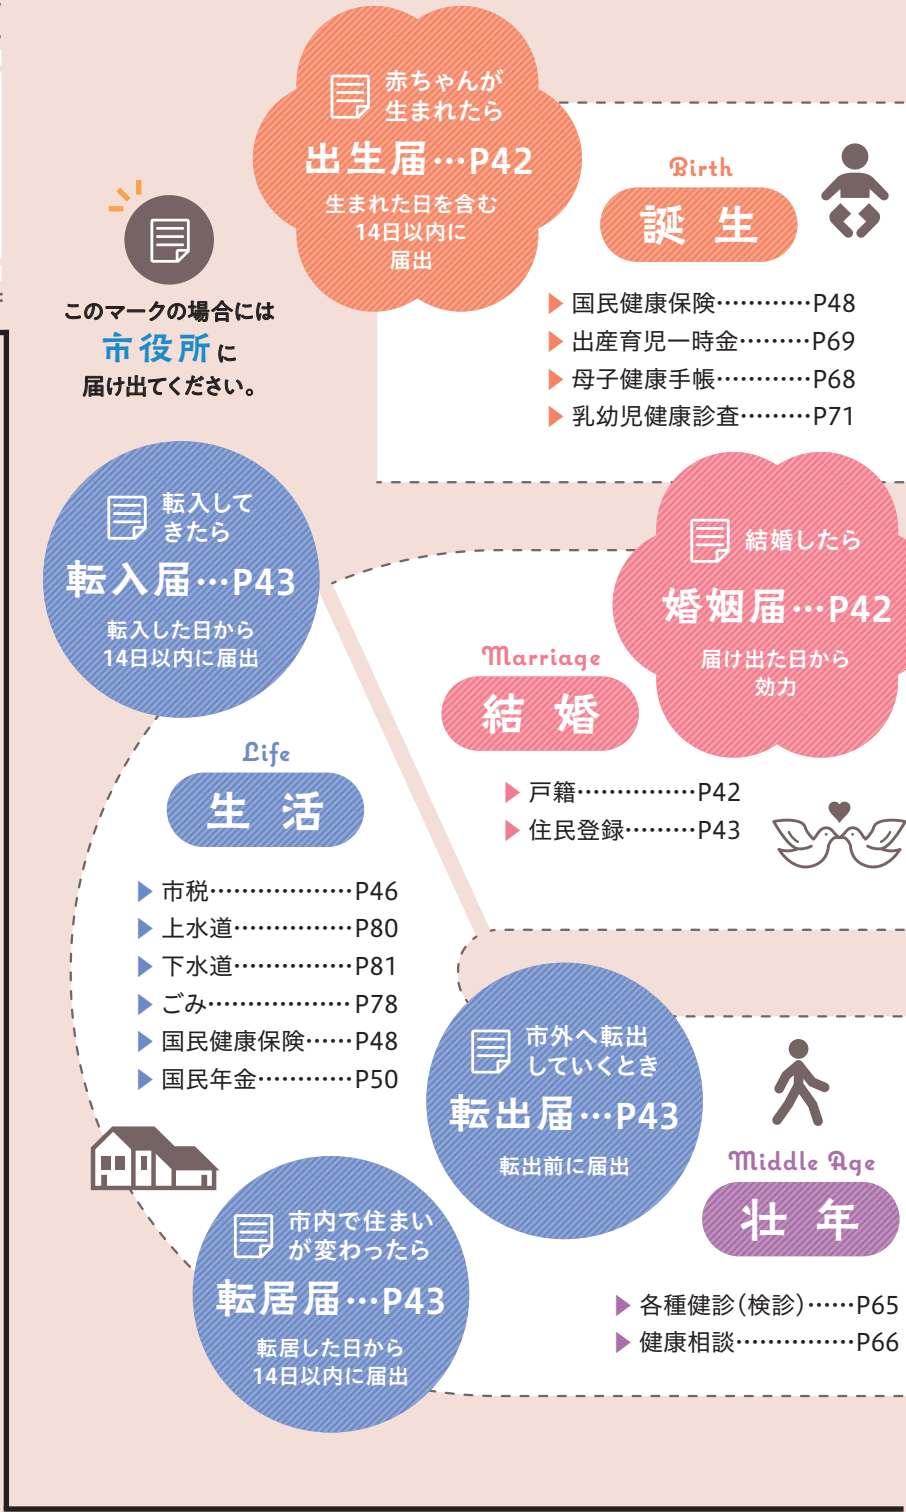 赤ちゃんが
生まれたら
出生届…P42
生まれた日を含む
14日以内に
届出
Birth
誕生
▶国民健康保険…………P48
▶出産育児一時金………P69
▶母子健康手帳…………P68
▶乳幼児健康診査………P71
このマークの場合には
市役所に
届け出てください。
転入して
きたら
転入届…P43
転入した日から
14日以内に届出
結婚したら
婚姻届…P42
届け出た日から
効力
Marriage
結婚
▶戸籍……………P42
▶住民登録………P43
Life
生活
▶市税………………P46
▶上水道……………P80
▶下水道……………P81
▶ごみ………………P78
▶国民健康保険……P48
▶国民年金…………P50
市外へ転出
していくとき
転出届…P43
転出前に届出
Middle Age
壮年
▶各種健診（検診）……P65
▶健康相談……………P66
市内で住まい
が変わったら
転居届…P43
転居した日から
14日以内に届出